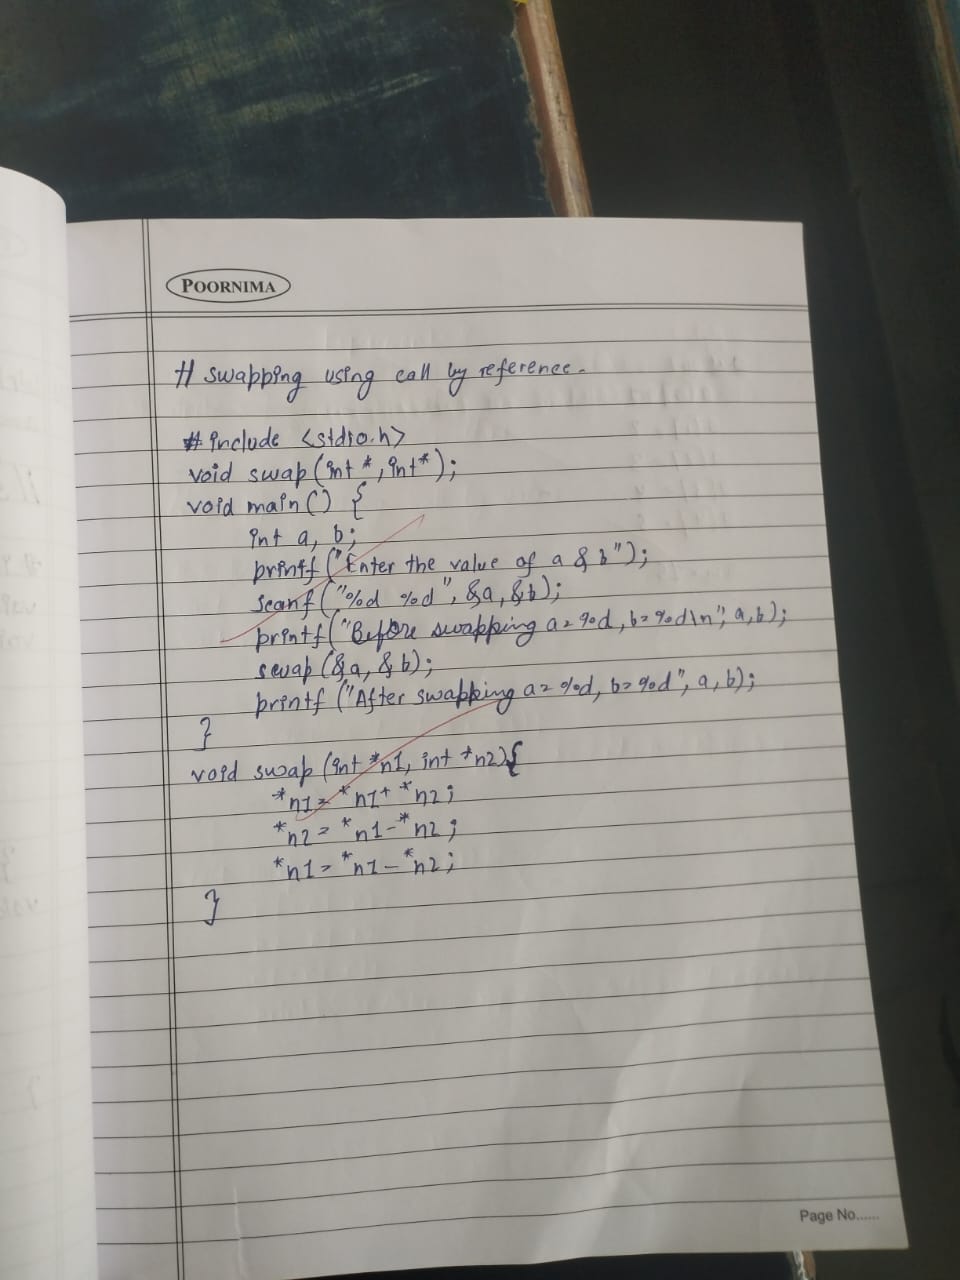 POORNIMA
# swapping using call by reference.
# include <stdio.h>
void swap(int *, int*);
void main() {
int a, b;
printf("Enter the value of a & b");
scanf("%d %d", &a, &b);
printf("Before swapping a=%d, b=%d\n", a,b);
swap(&a, &b);
printf("After swapping a=%d, b=%d", a, b);
}
void swap(int *n1, int *n2){
*n1=*n1+*n2;
*n2=*n1-*n2;
*n1=*n1-*n2;
}
Page No......